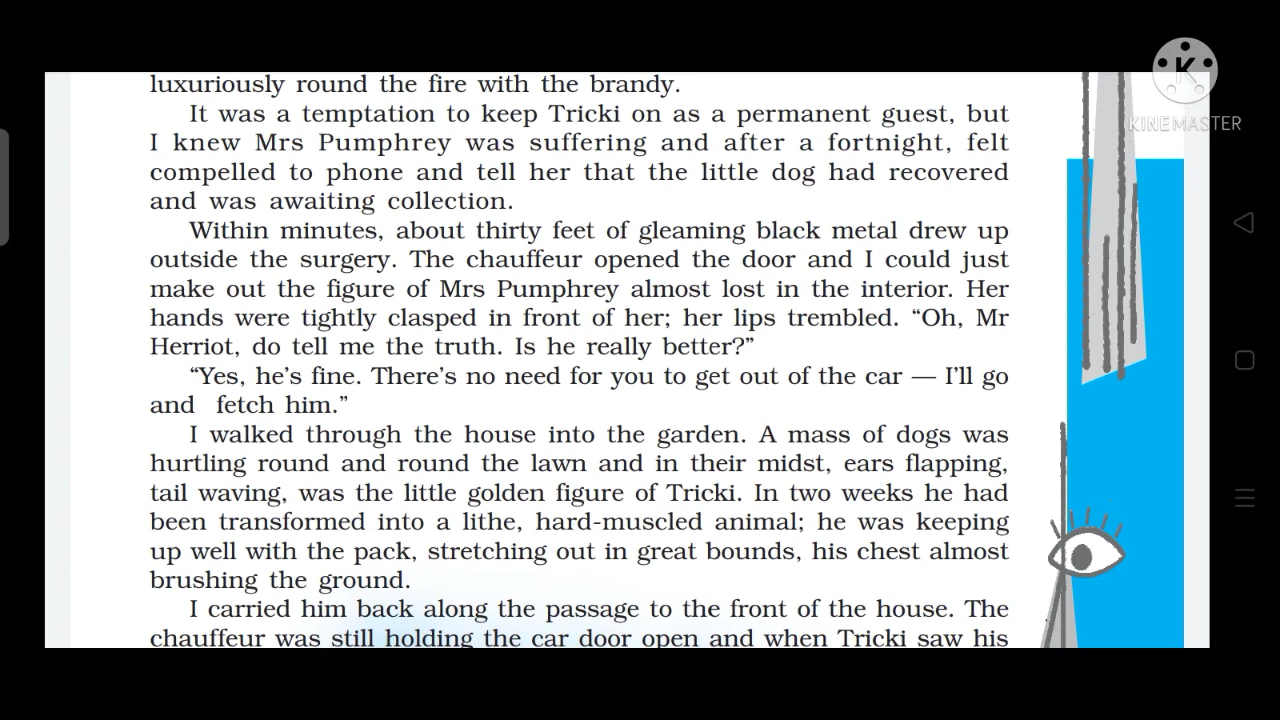 luxuriously round the fire with the brandy.
It was a temptation to keep Tricki on as a permanent guest, but
I knew Mrs Pumphrey was suffering and after a fortnight, felt
compelled to phone and tell her that the little dog had recovered
and was awaiting collection.
Within minutes, about thirty feet of gleaming black metal drew up
outside the surgery. The chauffeur opened the door and I could just
make out the figure of Mrs Pumphrey almost lost in the interior. Her
hands were tightly clasped in front of her; her lips trembled. “Oh, Mr
Herriot, do tell me the truth. Is he really better?”
“Yes, he’s fine. There’s no need for you to get out of the car — I’ll go
and fetch him.”
I walked through the house into the garden. A mass of dogs was
hurtling round and round the lawn and in their midst, ears flapping,
tail waving, was the little golden figure of Tricki. In two weeks he had
been transformed into a lithe, hard-muscled animal; he was keeping
up well with the pack, stretching out in great bounds, his chest almost
brushing the ground.
I carried him back along the passage to the front of the house. The
chauffeur was still holding the car door open and when Tricki saw his
K
KINEMASTER